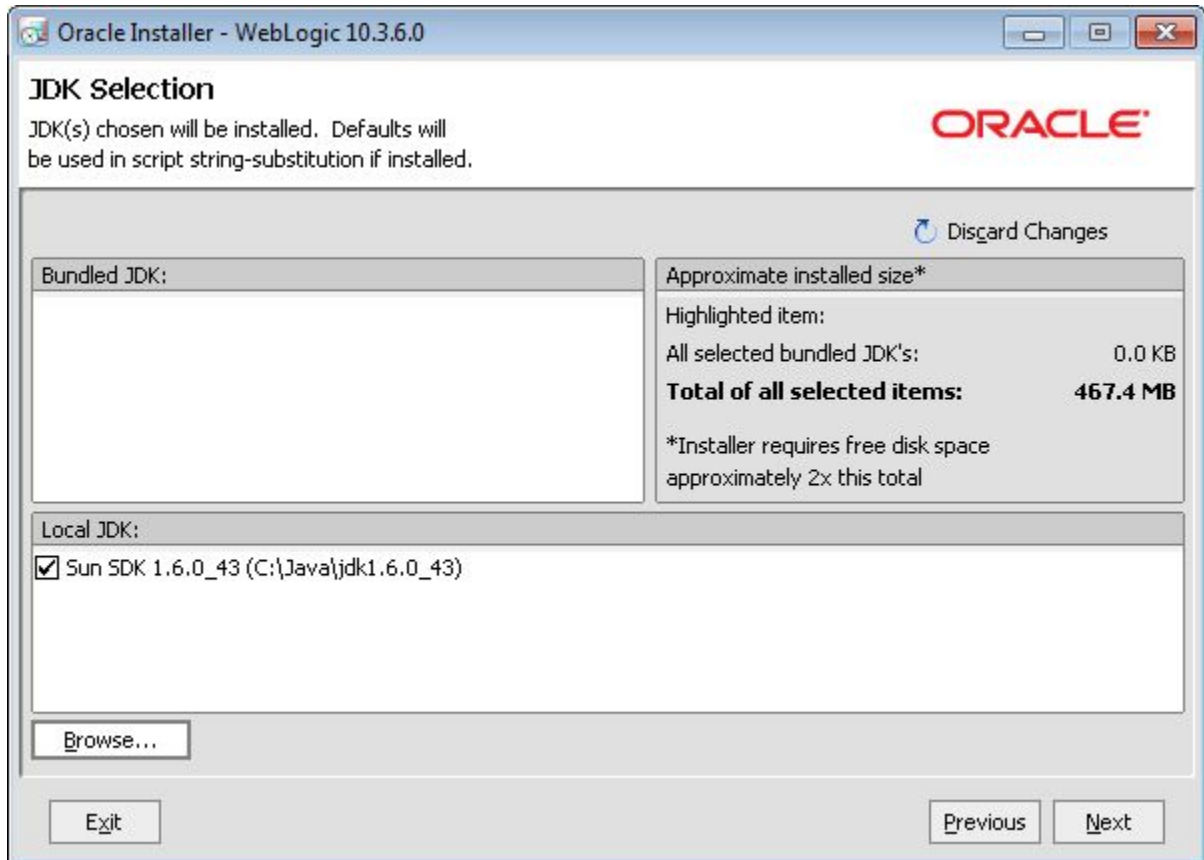 Oracle Installer - WebLogic 10.3.6.0
JDK Selection
JDK(s) chosen will be installed.  Defaults will
be used in script string-substitution if installed.
ORACLE
Discard Changes
Bundled JDK:
Approximate installed size*
Highlighted item:
All selected bundled JDK's: 0.0 KB
Total of all selected items: 467.4 MB
*Installer requires free disk space
approximately 2x this total
Local JDK:
Sun SDK 1.6.0_43 (C:\Java\jdk1.6.0_43)
Browse...
Exit
Previous
Next